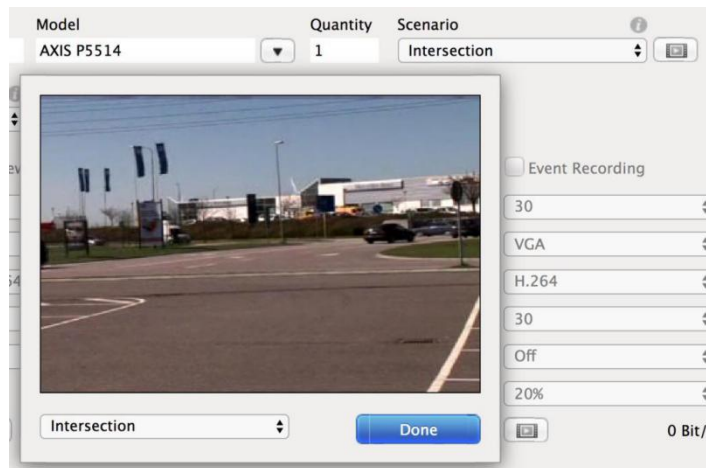 Model Quantity Scenario
AXIS P5514 1 Intersection
Event Recording
30
VGA
H.264
30
Off
20%
Intersection Done 0 Bit/